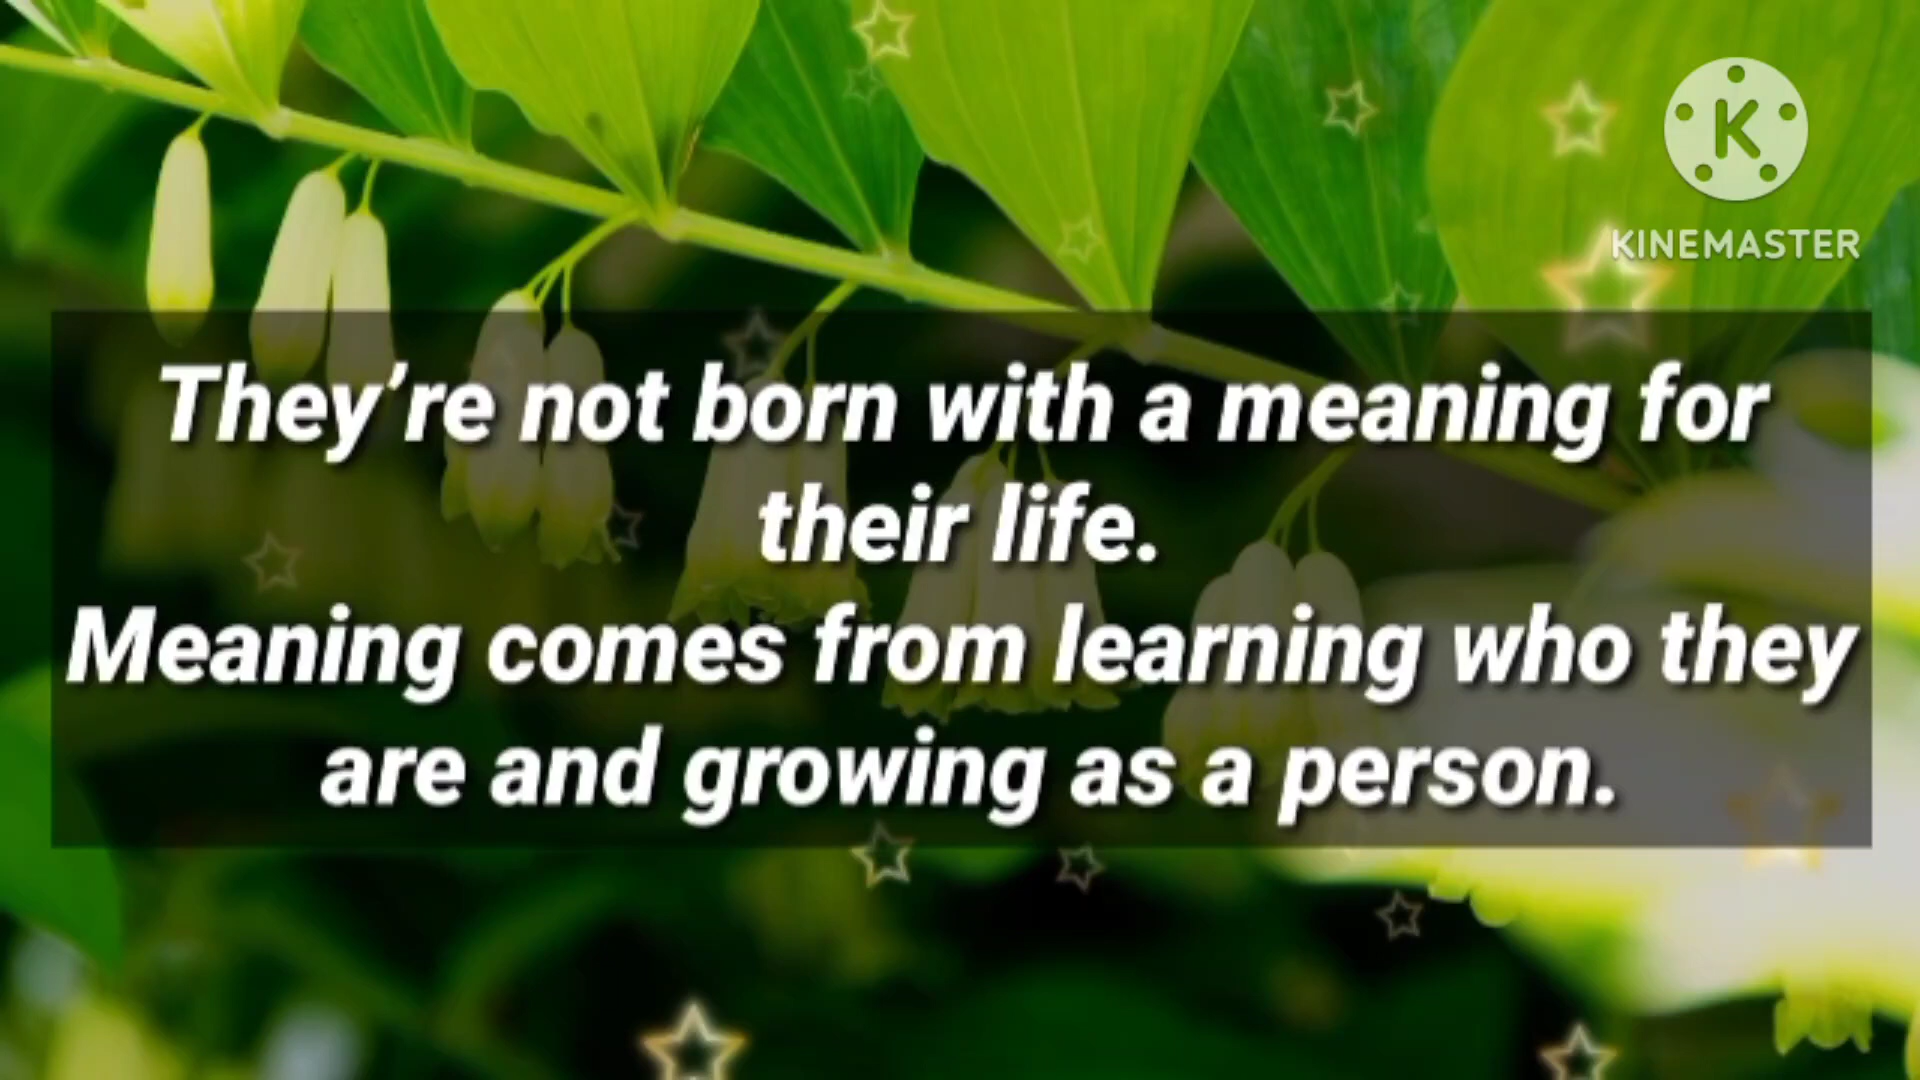 K
KINEMASTER
They’re not born with a meaning for
their life.
Meaning comes from learning who they
are and growing as a person.